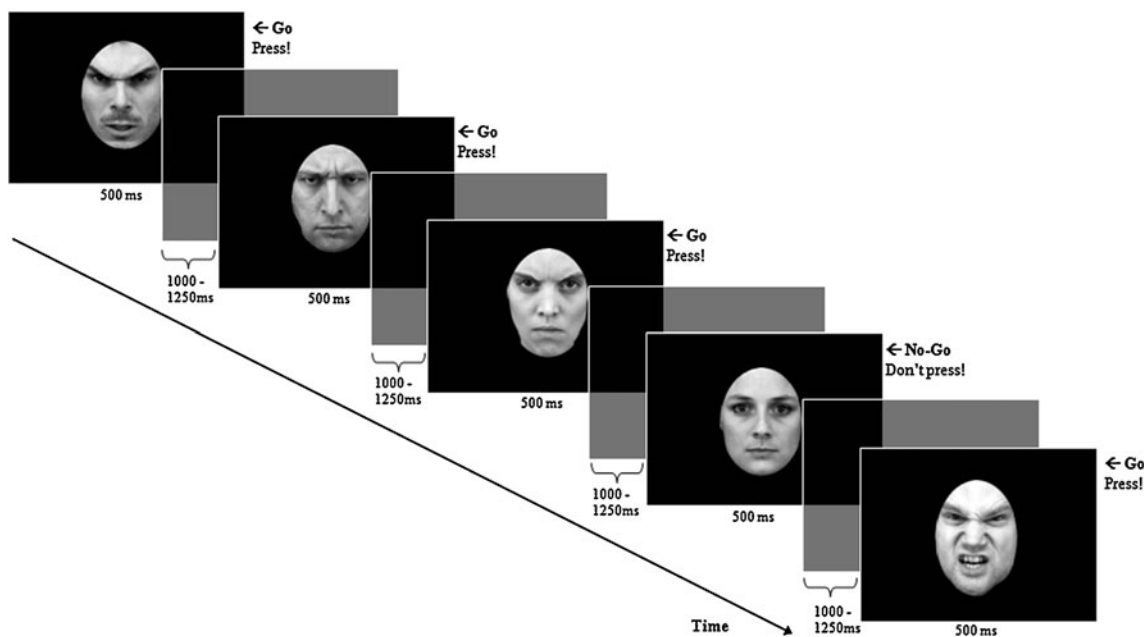 ← Go
Press!
500 ms
1000 -
1250ms
← Go
Press!
500 ms
1000 -
1250ms
← Go
Press!
500 ms
1000 -
1250ms
← No-Go
Don't press!
500 ms
1000 -
1250ms
← Go
Press!
500 ms
Time